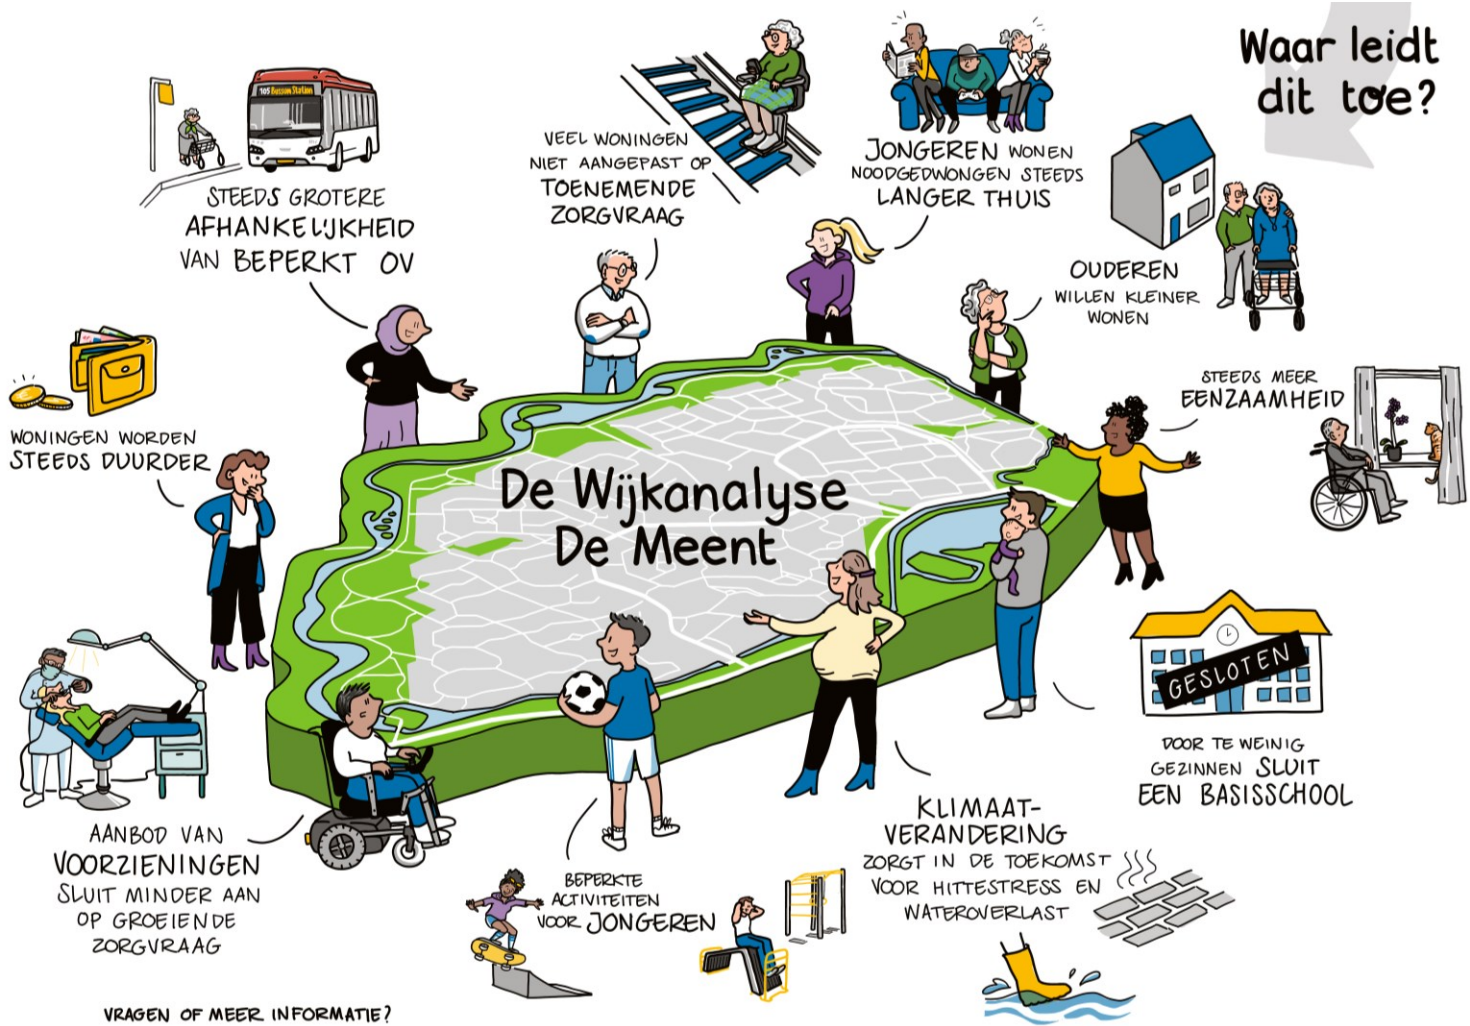 Waar leidt
dit toe?
105 Bussum Station
STEEDS GROTERE
AFHANKELIJKHEID
VAN BEPERKT OV
VEEL WONINGEN
NIET AANGEPAST OP
TOENEMENDE
ZORGVRAAG
JONGEREN WONEN
NOODGEDWONGEN STEEDS
LANGER THUIS
OUDEREN
WILLEN KLEINER
WONEN
STEEDS MEER
EENZAAMHEID
WONINGEN WORDEN
STEEDS DUURDER
De Wijkanalyse
De Meent
GESLOTEN
DOOR TE WEINIG
GEZINNEN SLUIT
EEN BASISSCHOOL
AANBOD VAN
VOORZIENINGEN
SLUIT MINDER AAN
OP GROEIENDE
ZORGVRAAG
BEPERKTE
ACTIVITEITEN
VOOR JONGEREN
KLIMAAT-
VERANDERING
ZORGT IN DE TOEKOMST
VOOR HITTESTRESS EN
WATEROVERLAST
VRAGEN OF MEER INFORMATIE?